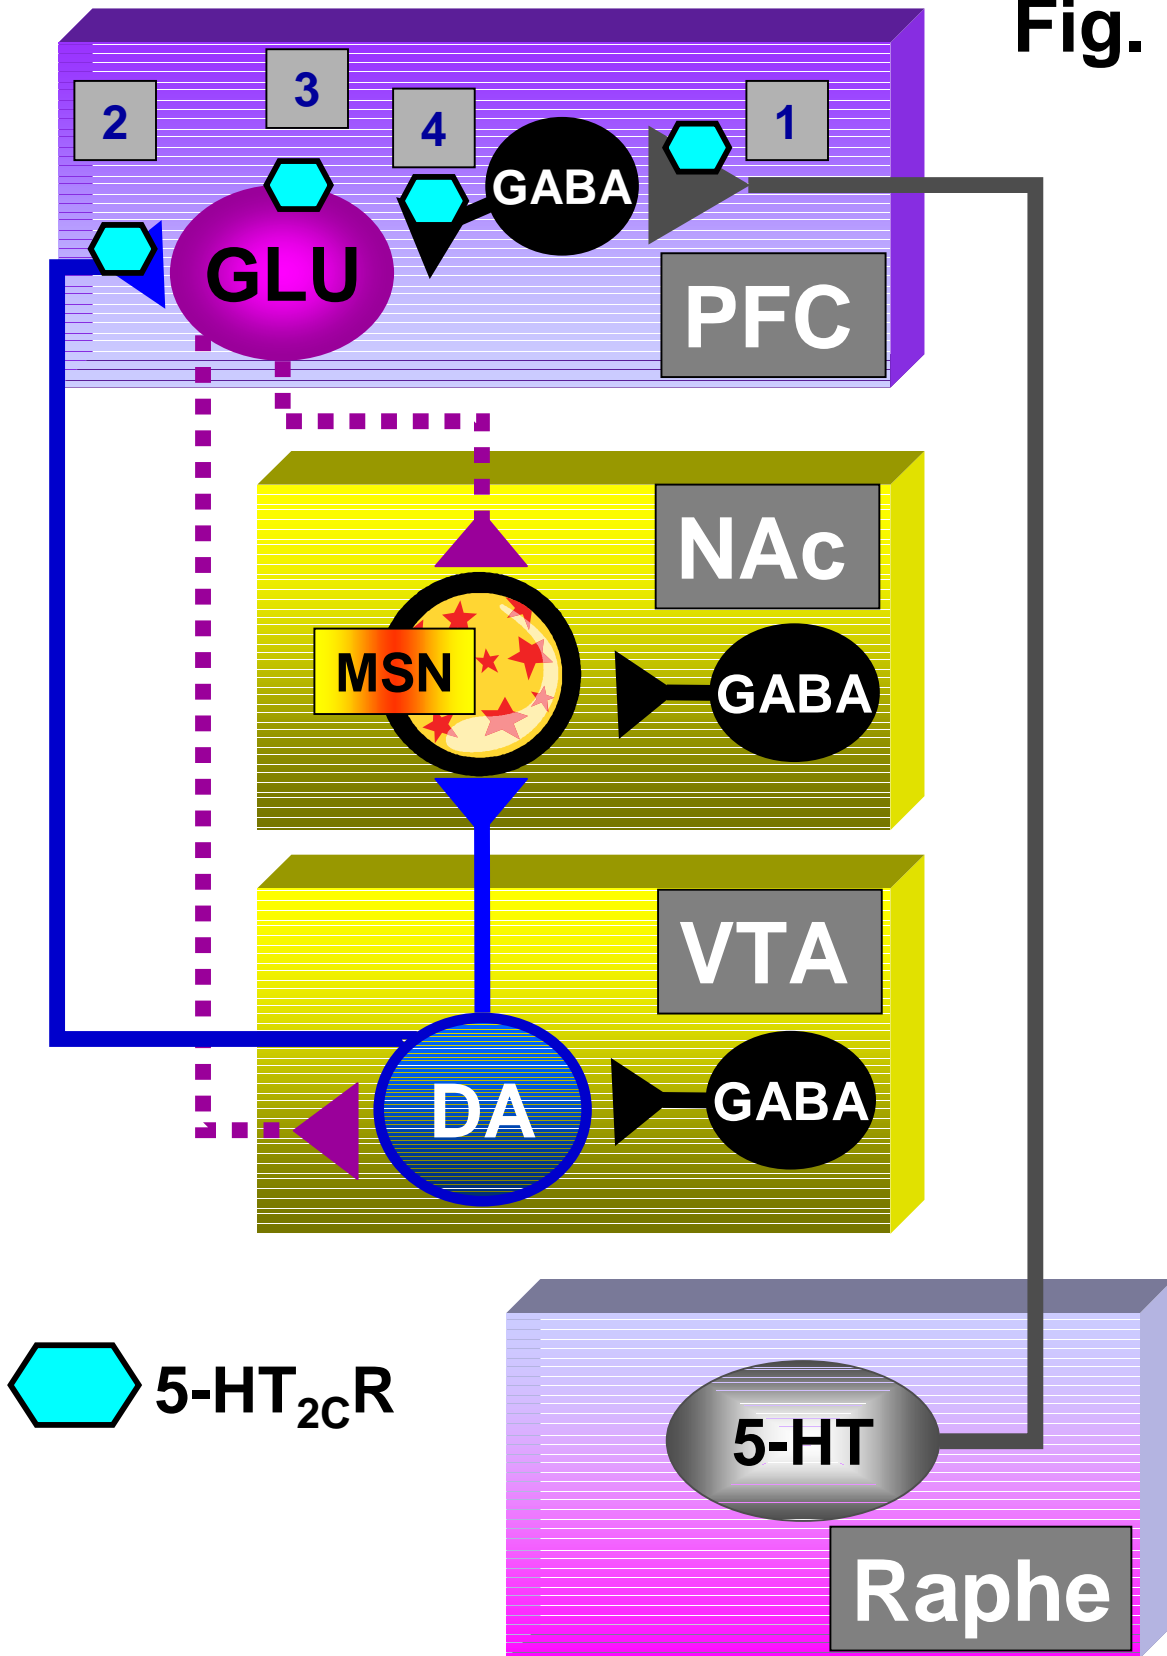 Fig.
3
2
4
1
GABA
GLU
PFC
NAc
MSN
GABA
VTA
DA
GABA
5-HT2CR
5-HT
Raphe